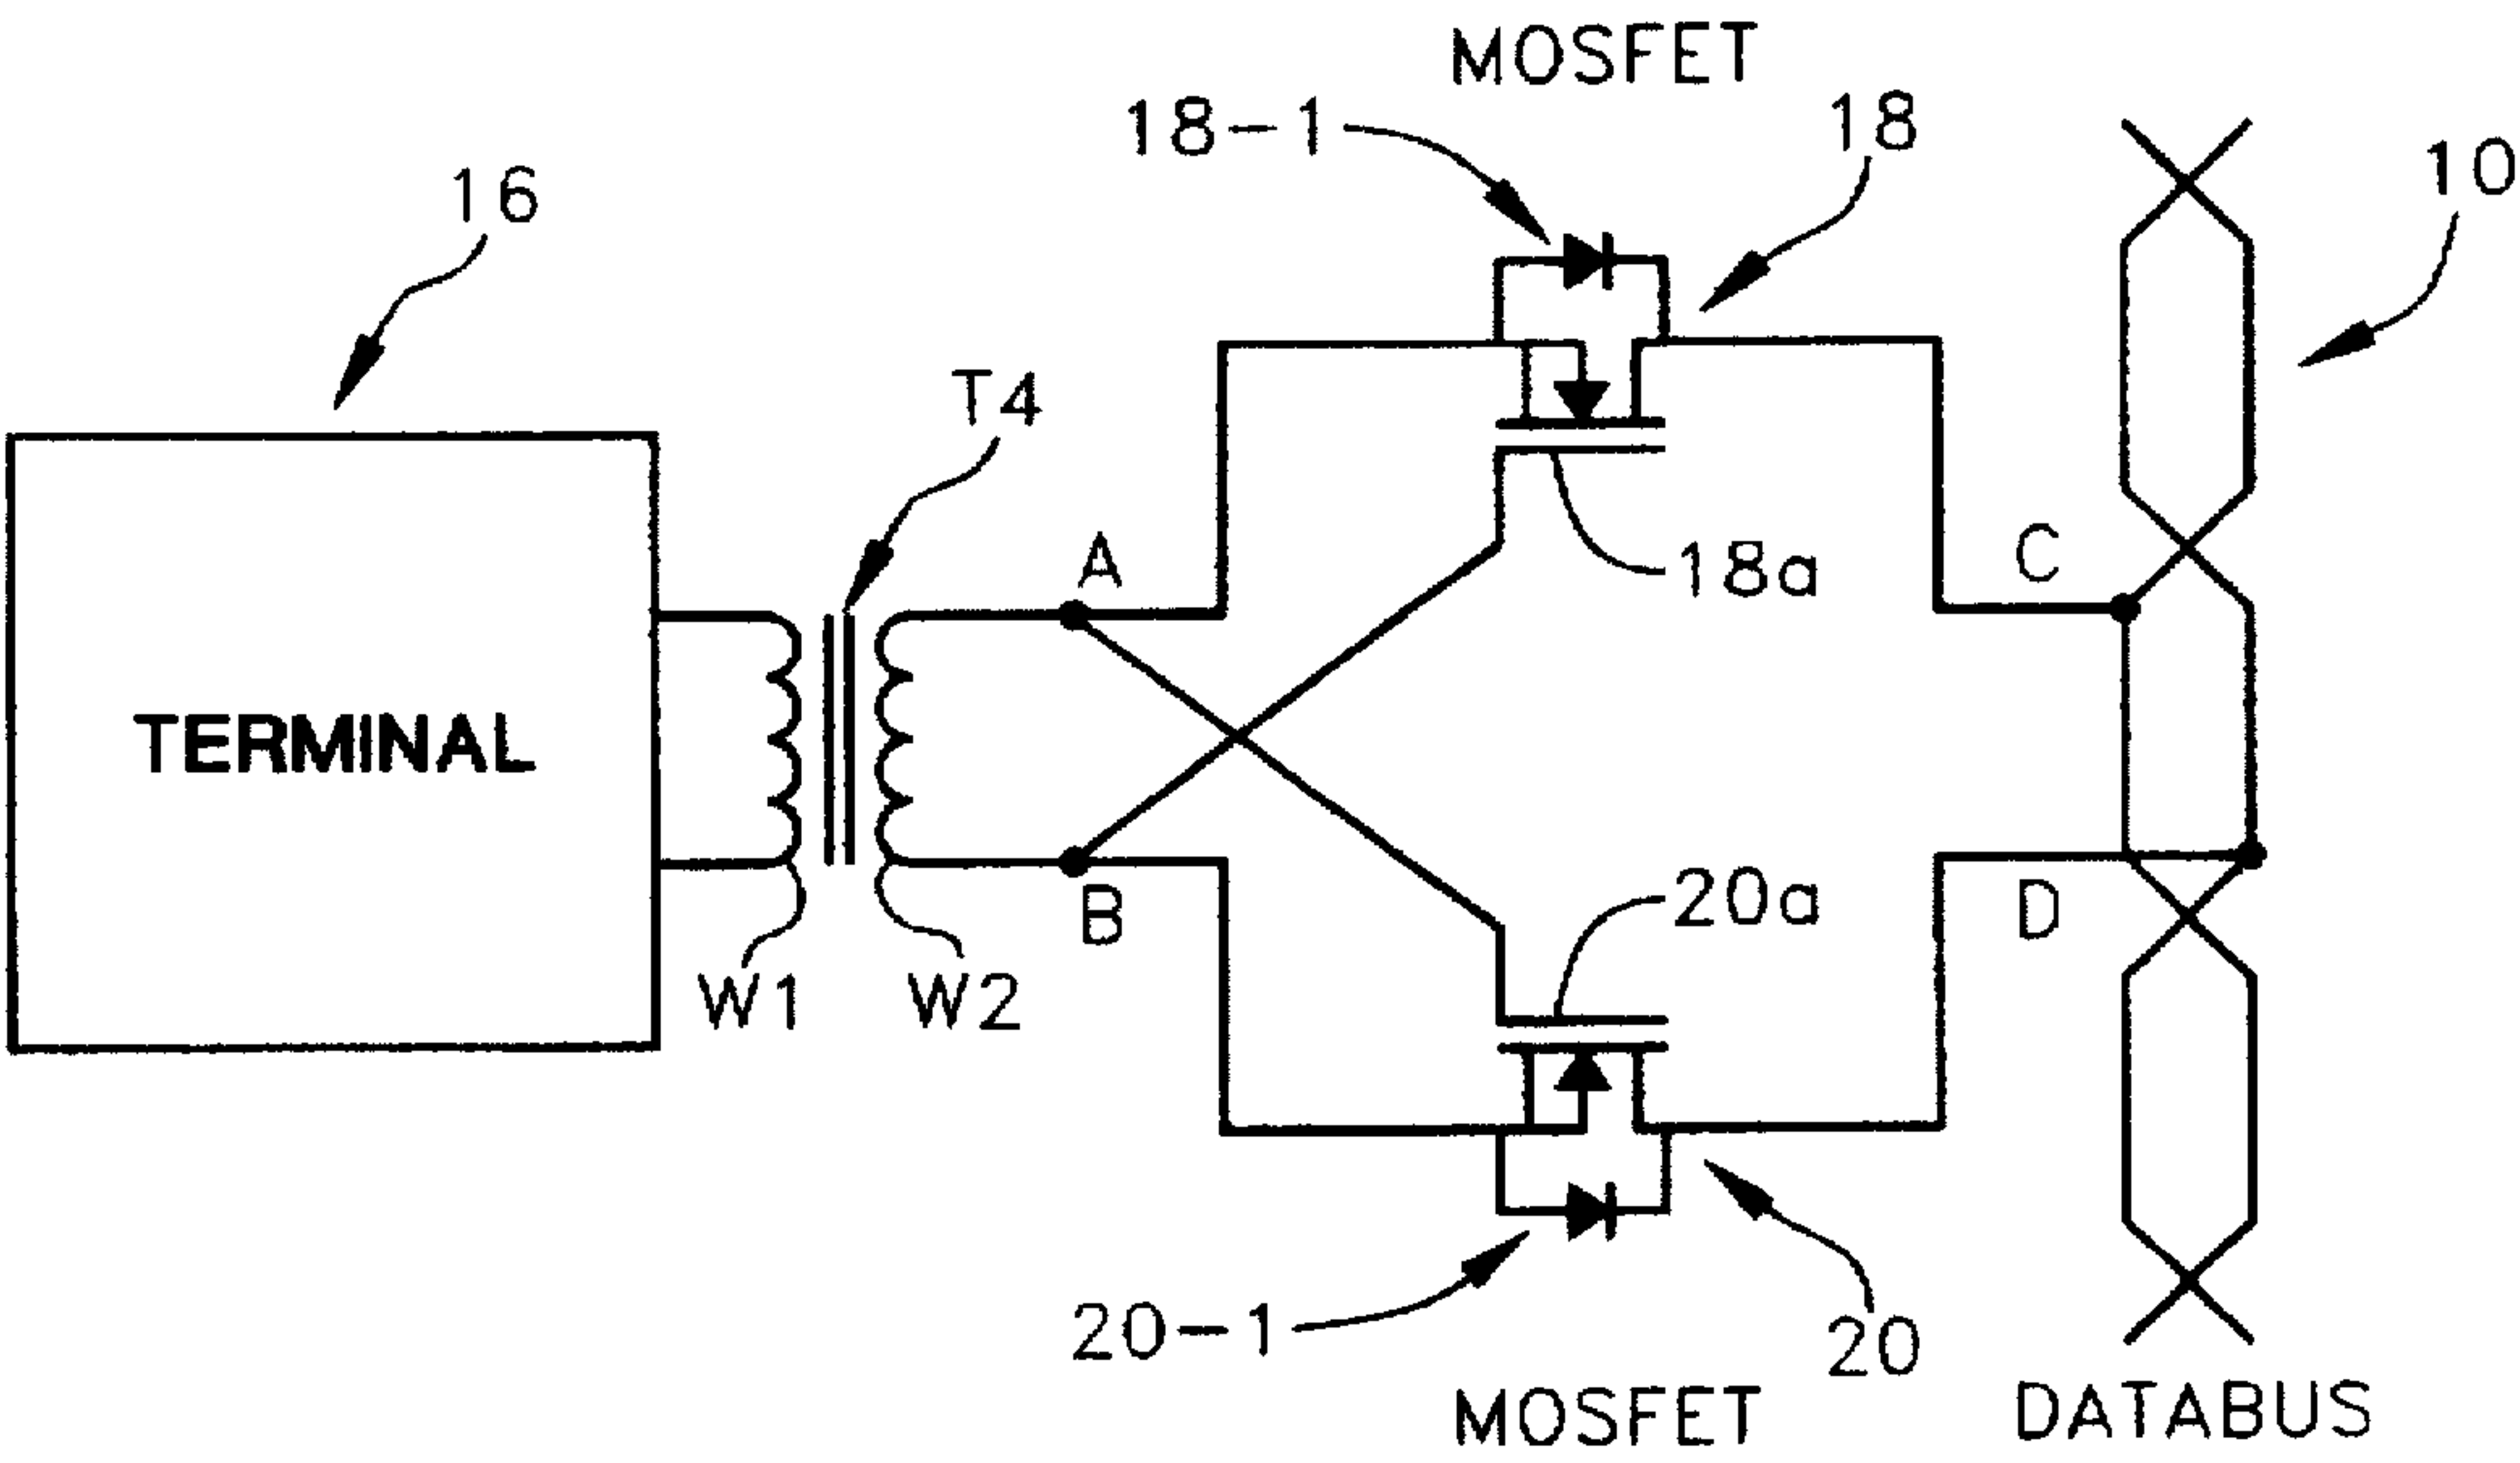 MOSFET
18-1
18
10
16
T4
A
C
18a
TERMINAL
20a
B
D
W1
W2
20-1
20
MOSFET
DATABUS